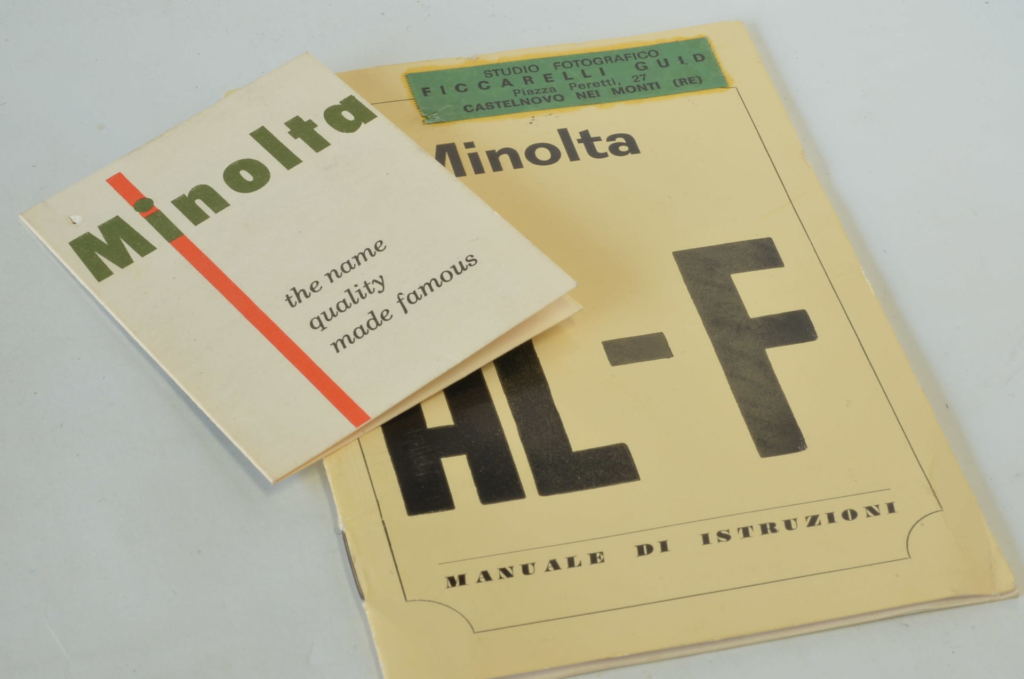 Minolta
the name
quality
made famous
STUDIO FOTOGRAFICO
FICCARELLI GUID
Piazza Peretti, 27
CASTELNOVO NEI MONTI (RE)
Minolta
HL-F
MANUALE DI ISTRUZIONI